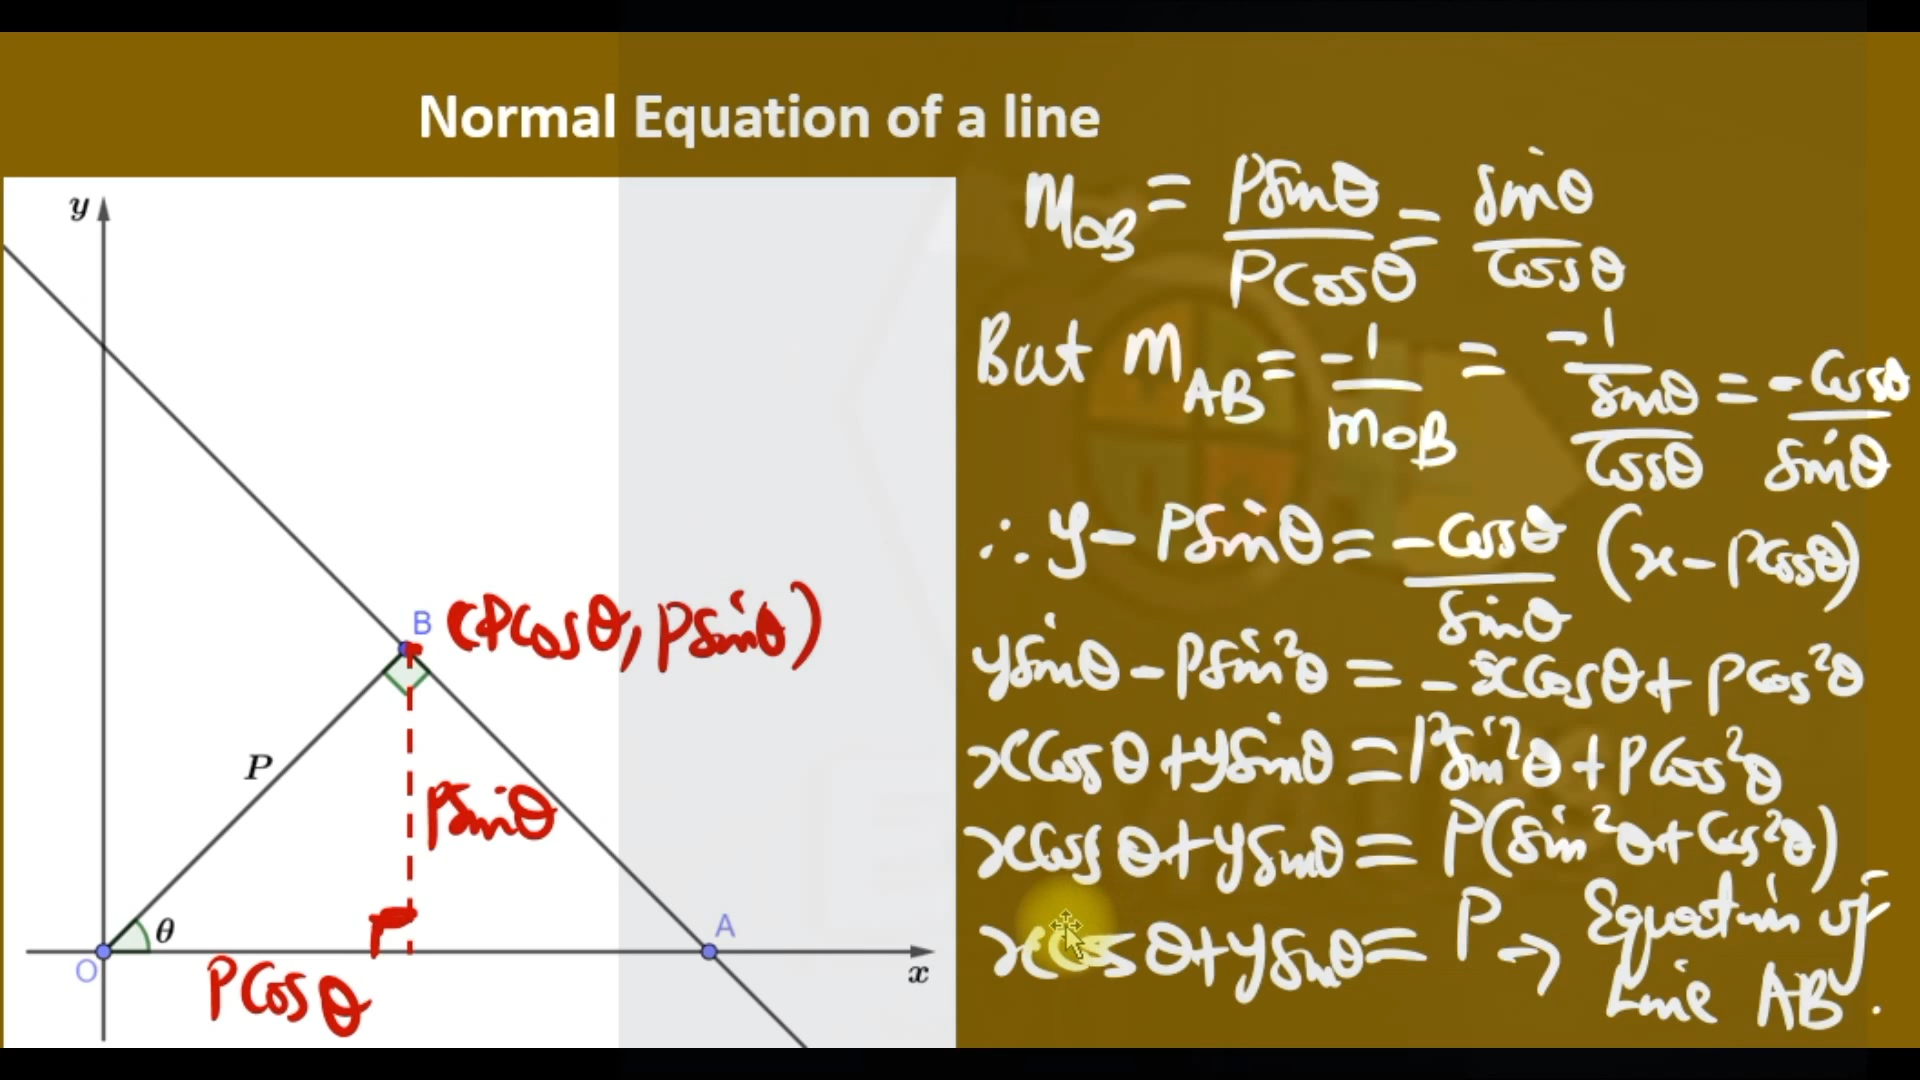 Normal Equation of a line
y
B (PCosθ, PSinθ)
P
PSinθ
θ
A
O
x
PCosθ
M_OB = PSinθ/PCosθ = Sinθ/Cosθ
But M_AB = -1/M_OB = -1/(Sinθ/Cosθ) = -Cosθ/Sinθ
∴ y - PSinθ = -Cosθ/Sinθ (x - PCosθ)
ySinθ - PSin²θ = -xCosθ + PCos²θ
xCosθ + ySinθ = PSin²θ + PCos²θ
xCosθ + ySinθ = P(Sin²θ + Cos²θ)
xCosθ + ySinθ = P → Equation of
Line AB.